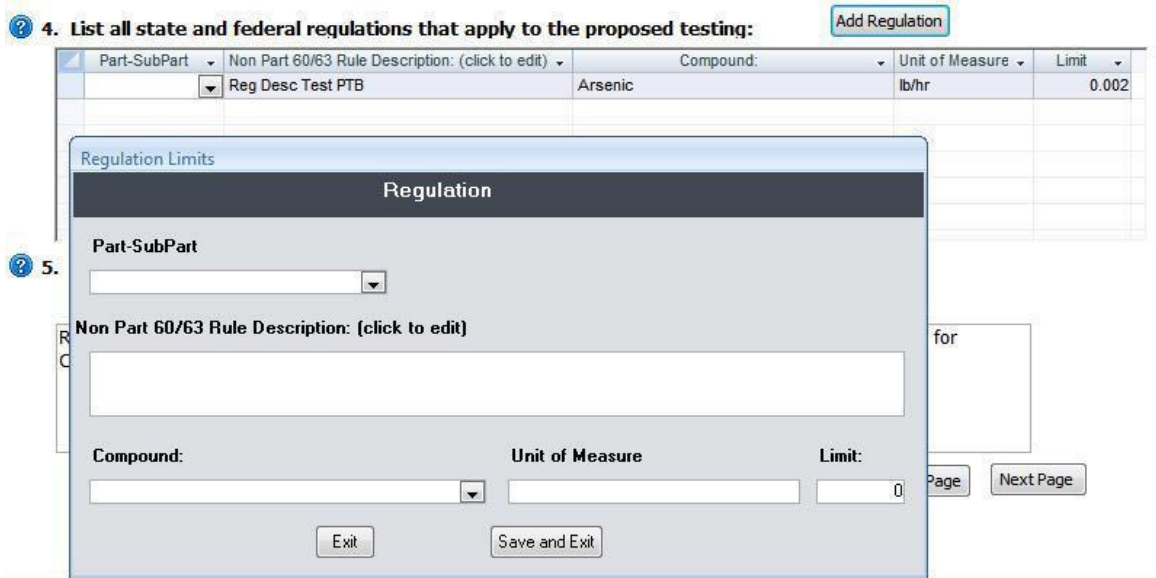 4. List all state and federal regulations that apply to the proposed testing:
Add Regulation
Part-SubPart Non Part 60/63 Rule Description: (click to edit) Compound: Unit of Measure Limit
Reg Desc Test PTB Arsenic lb/hr 0.002
Regulation Limits
Regulation
Part-SubPart
5.
Non Part 60/63 Rule Description: (click to edit)
R
for
C
Compound: Unit of Measure Limit:
0
Page
Next Page
Exit
Save and Exit